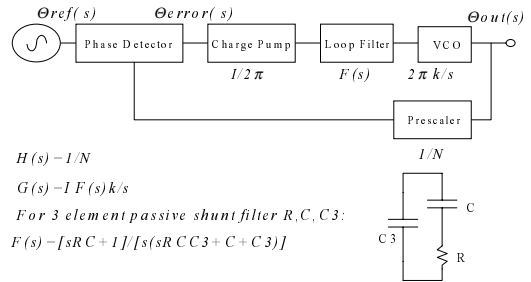 Θref(s)
Θerror(s)
Θout(s)
Phase Detector
Charge Pump
Loop Filter
VCO
I/2π
F(s)
2πk/s
Prescaler
1/N
H(s)−1/N
G(s)−I F(s)k/s
For 3 element passive shunt filter R,C,C3:
F(s)−[sRC+1]/[s(sRCC3+C+C3)]
C
C3
R